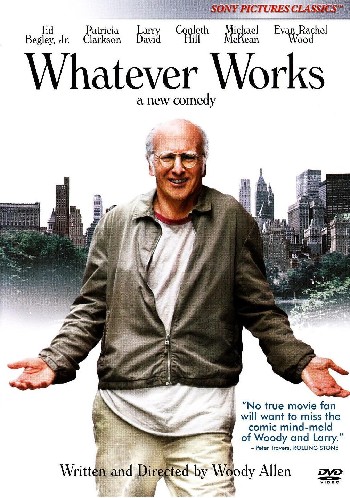 SONY PICTURES CLASSICS™
Ed Begley, Jr. Patricia Clarkson Larry David Conleth Hill Michael McKean Evan Rachel Wood
Whatever Works
a new comedy
"No true movie fan
will want to miss the
comic mind-meld
of Woody and Larry."
- Peter Travers, ROLLING STONE
Written and Directed by Woody Allen
DVD
VIDEO